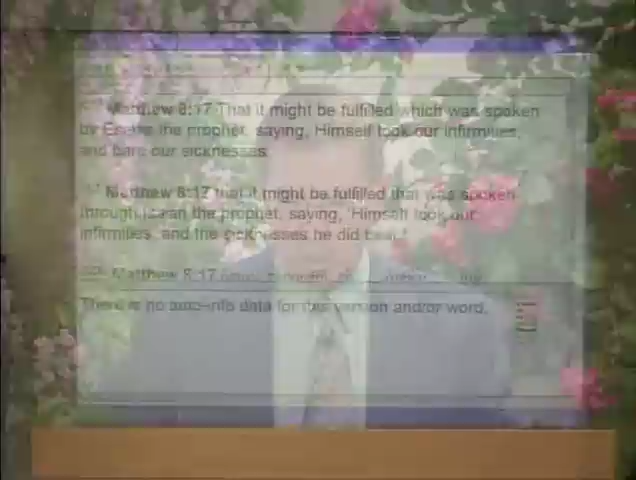 Matthew 8:17 That it might be fulfilled which was spoken
by Esaias the prophet, saying, Himself took our infirmities,
and bare our sicknesses.
Matthew 8:17 that it might be fulfilled that was spoken
through Isaiah the prophet, saying, 'Himself took our
infirmities, and the sicknesses he did bear.'
Matthew 8:17
There is no auto-info data for this version and/or word.